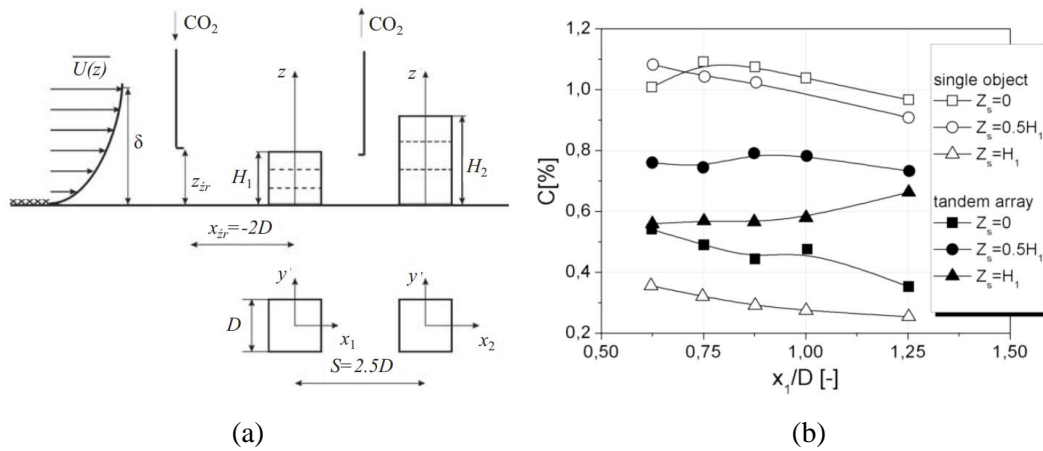 CO2
CO2
U(z)
z
z
δ
H1
H2
zźr
xxxxx
xźr=-2D
y'
y'
D
x1
x2
S=2.5D
(a)
1,2
1,0
0,8
0,6
0,4
0,2
C[%]
0,50
0,75
1,00
1,25
1,50
x1/D [-]
single object
Zs=0
Zs=0.5H1
Zs=H1
tandem array
Zs=0
Zs=0.5H1
Zs=H1
(b)